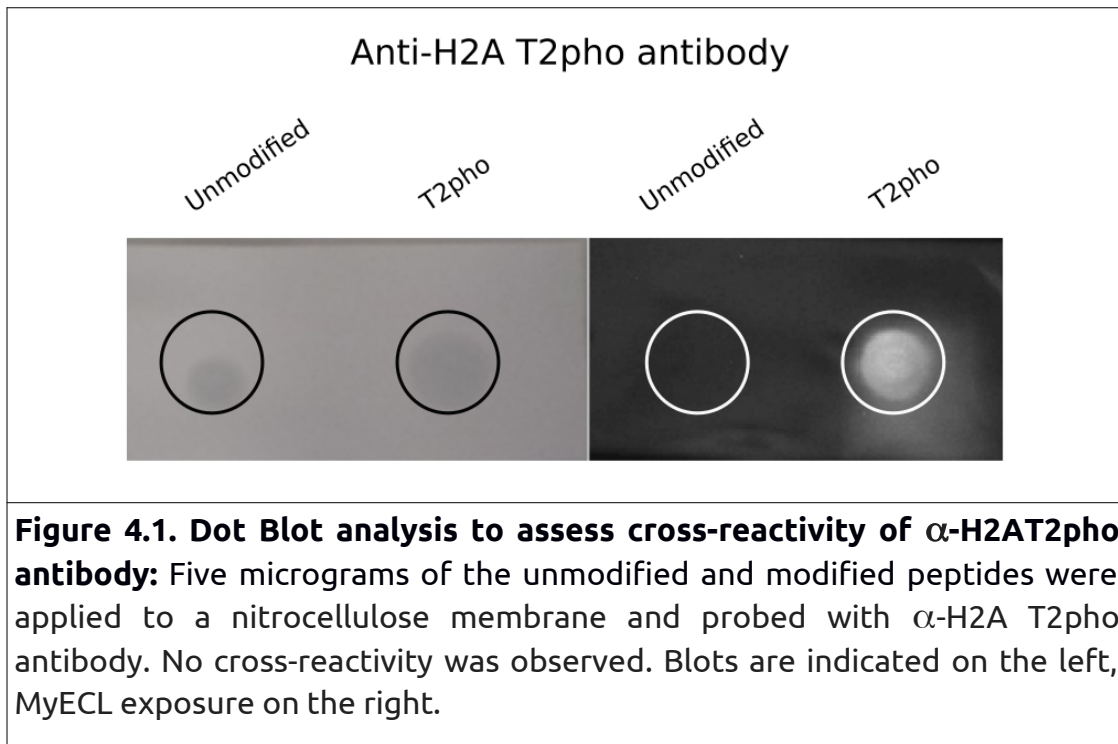 Anti-H2A T2pho antibody
Unmodified
T2pho
Unmodified
T2pho
Figure 4.1. Dot Blot analysis to assess cross-reactivity of α-H2AT2pho
antibody: Five micrograms of the unmodified and modified peptides were
applied to a nitrocellulose membrane and probed with α-H2A T2pho
antibody. No cross-reactivity was observed. Blots are indicated on the left,
MyECL exposure on the right.